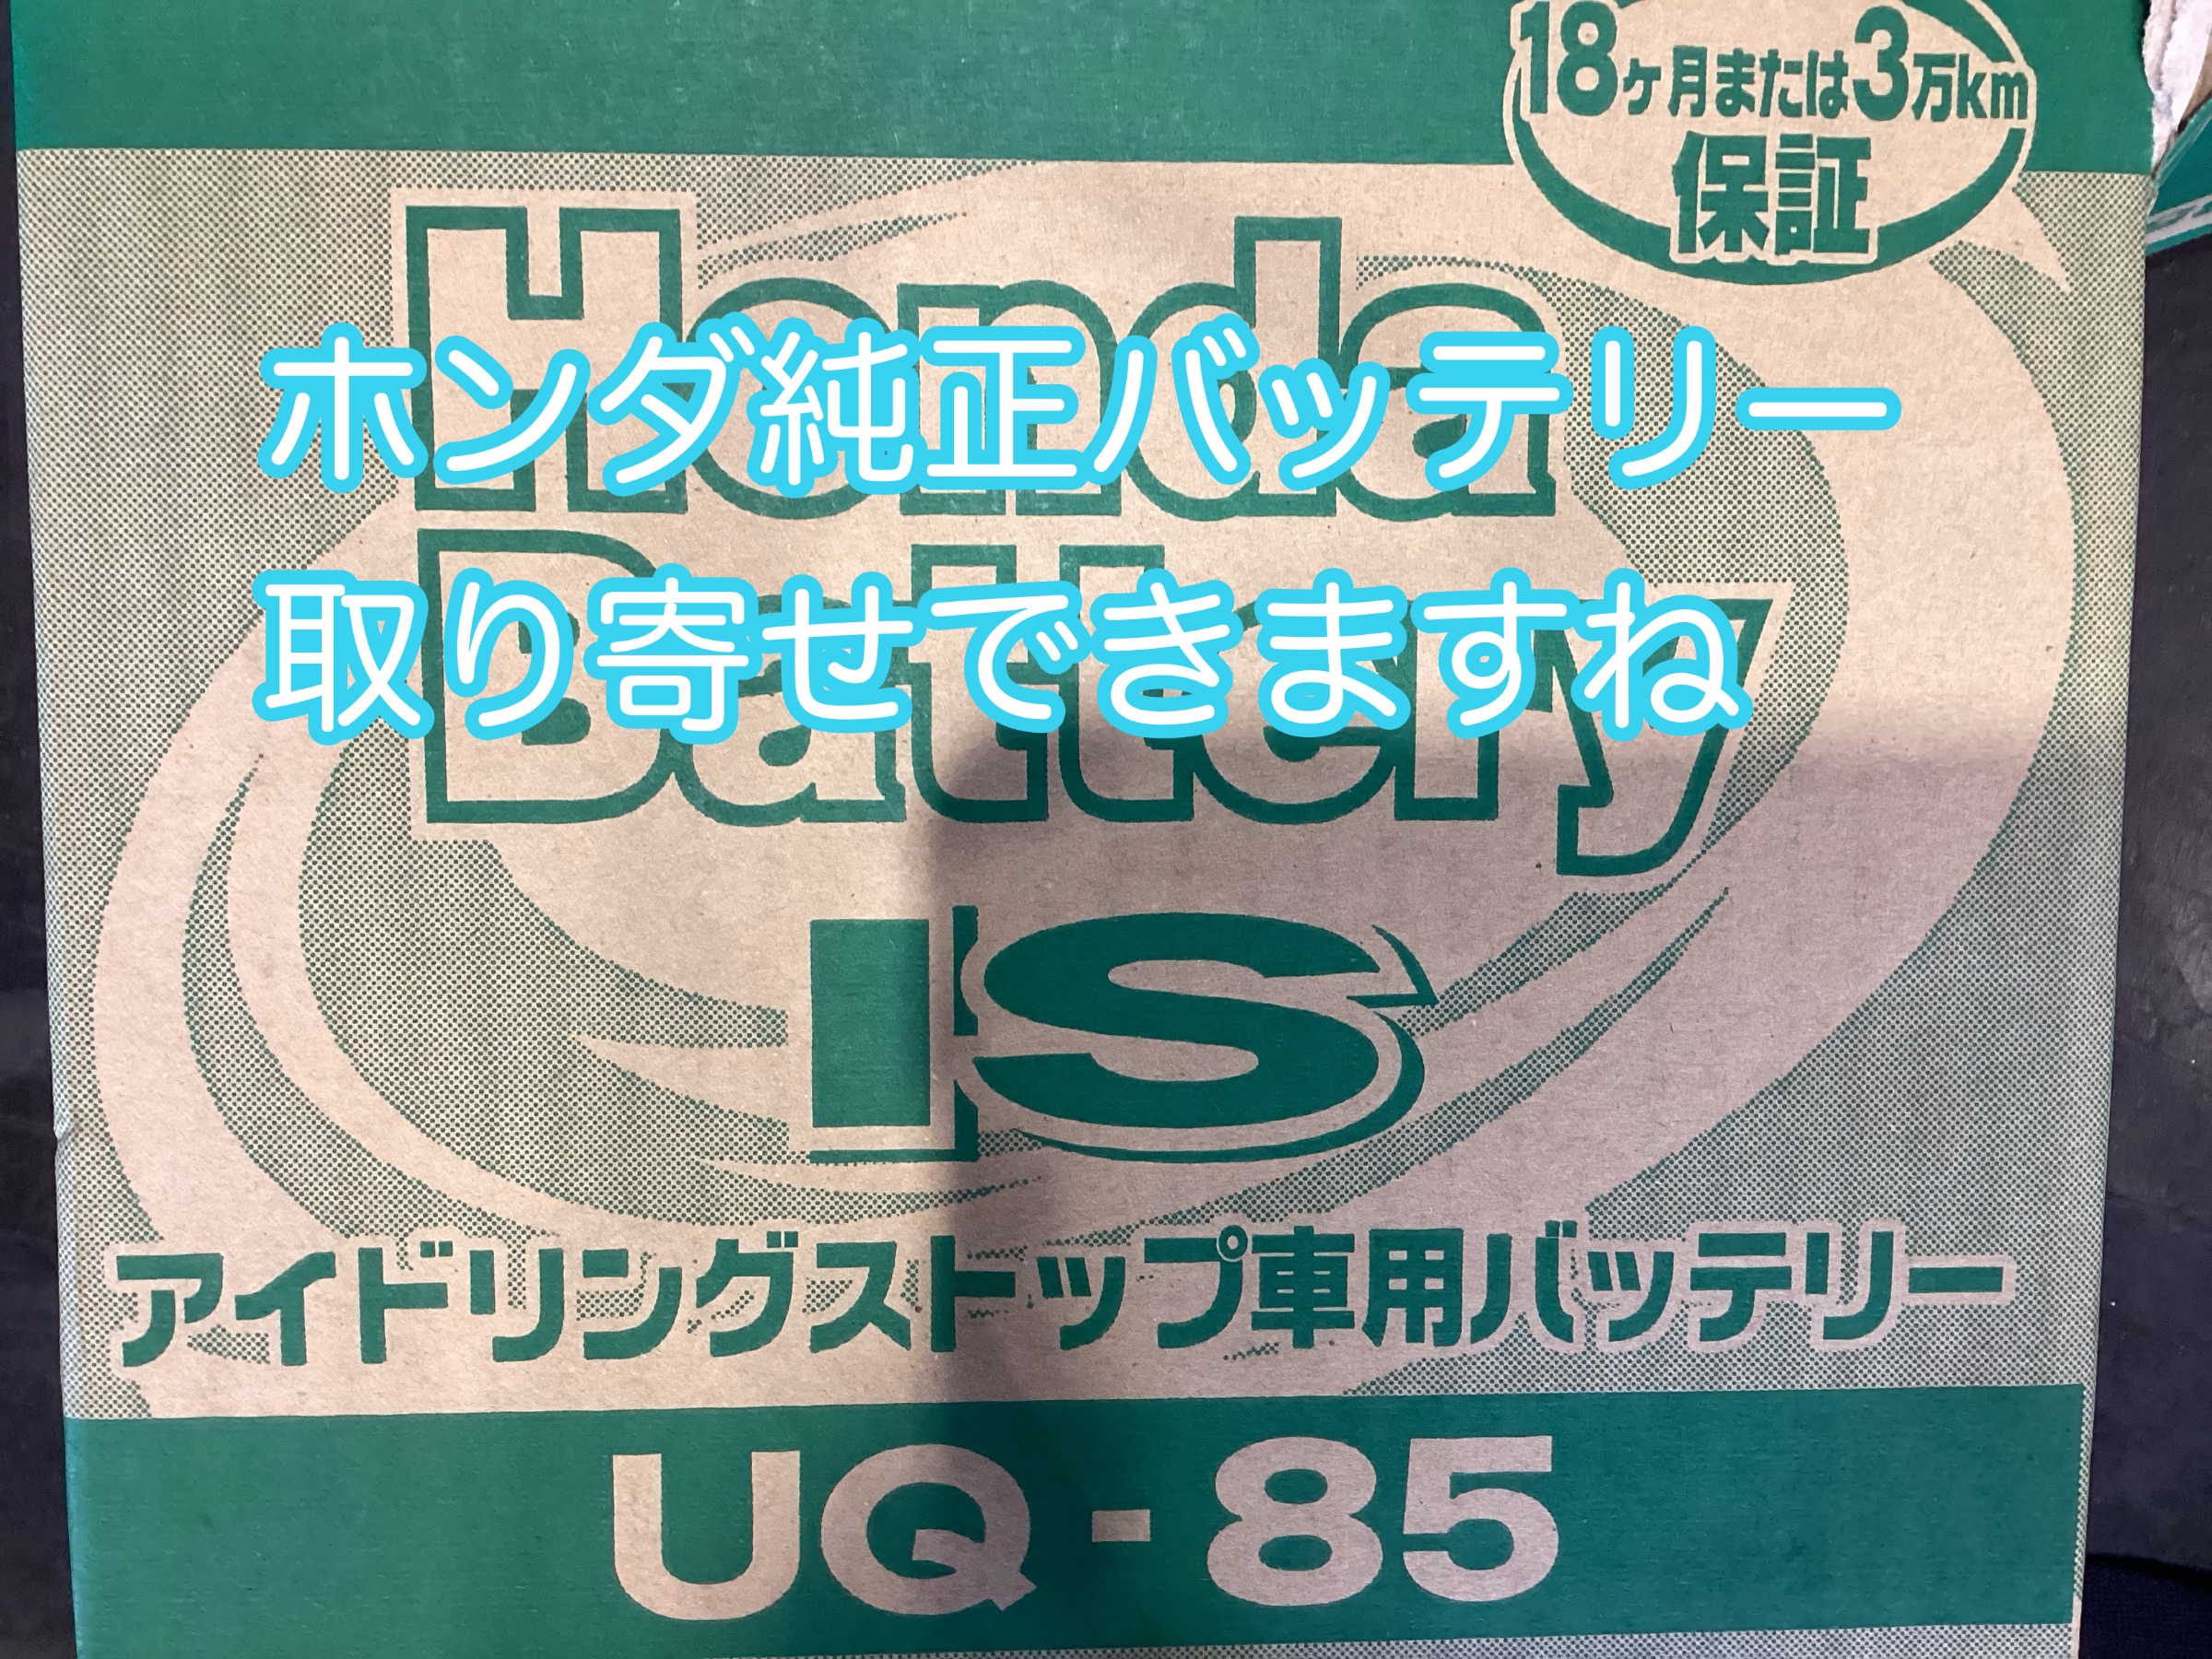 18ヶ月または3万km
保証
Honda
ホンダ純正バッテリー
Battery
取り寄せできますね
IS
アイドリングストップ車用バッテリー
UQ-85